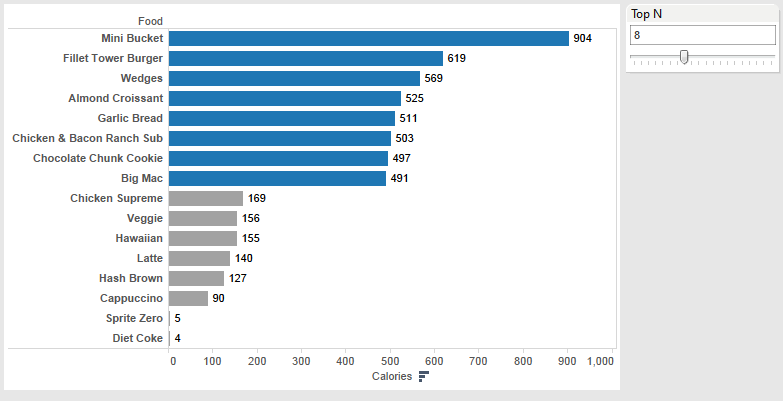 Food
Mini Bucket 904
Fillet Tower Burger 619
Wedges 569
Almond Croissant 525
Garlic Bread 511
Chicken & Bacon Ranch Sub 503
Chocolate Chunk Cookie 497
Big Mac 491
Chicken Supreme 169
Veggie 156
Hawaiian 155
Latte 140
Hash Brown 127
Cappuccino 90
Sprite Zero 5
Diet Coke 4
0 100 200 300 400 500 600 700 800 900 1,000
Calories
Top N
8